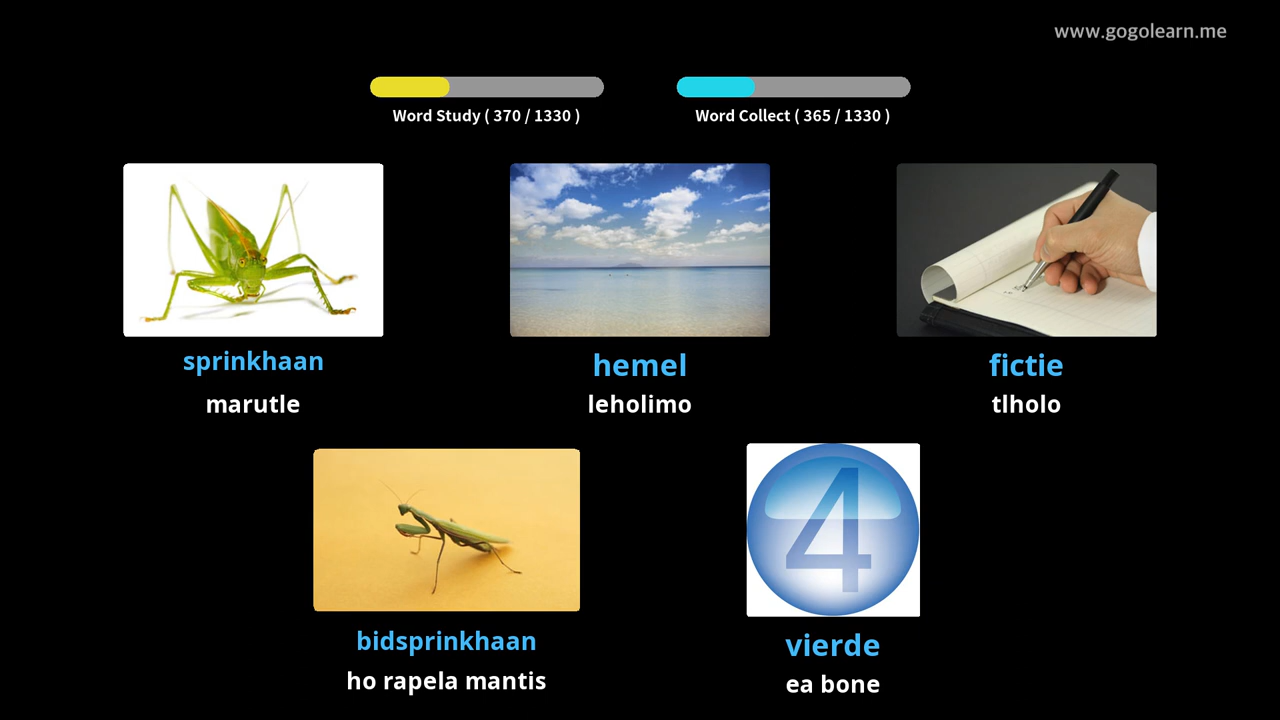 www.gogolearn.me
Word Study ( 370 / 1330 )
Word Collect ( 365 / 1330 )
sprinkhaan
marutle
hemel
leholimo
fictie
tlholo
bidsprinkhaan
ho rapela mantis
4
vierde
ea bone